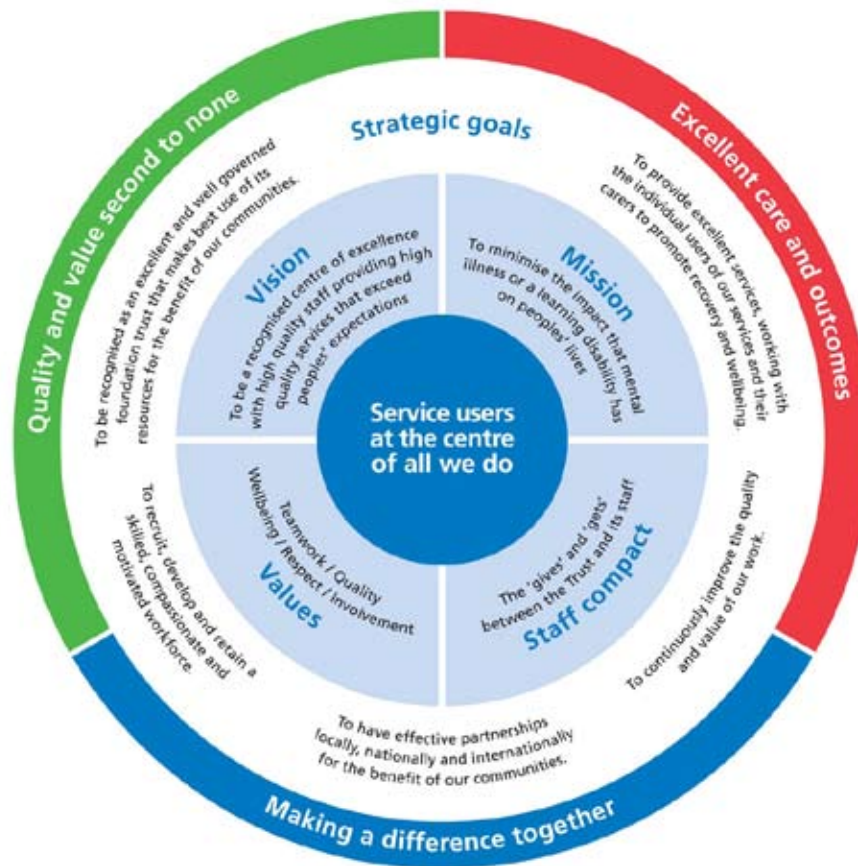 Quality and value second to none
Excellent care and outcomes
Making a difference together
Strategic goals
To be recognised as an excellent and well governed
foundation trust that makes best use of its
resources for the benefit of our communities.
To provide excellent services, working with
the individual users of our services and their
carers to promote recovery and wellbeing.
To continuously improve the quality
and value of our work.
To have effective partnerships
locally, nationally and internationally
for the benefit of our communities.
To recruit, develop and retain a
skilled, compassionate and
motivated workforce.
Vision
To be a recognised centre of excellence
with high quality staff providing high
quality services that exceed
peoples' expectations
Mission
To minimise the impact that mental
illness or a learning disability has
on peoples' lives
The 'gives' and 'gets'
between the Trust and its staff
Staff compact
Teamwork / Quality
Wellbeing / Respect / Involvement
Values
Service users
at the centre
of all we do